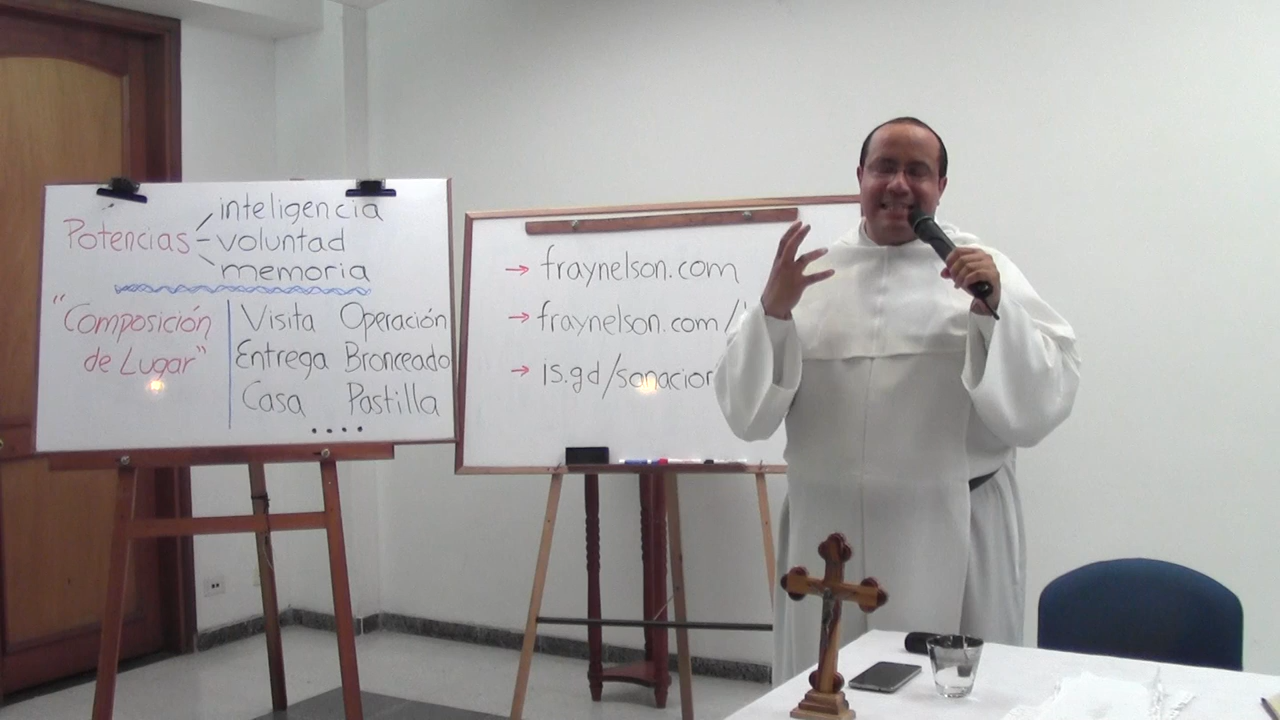 inteligencia
Potencias voluntad
memoria
"Composición
de Lugar"
Visita Operación
Entrega Bronceado
Casa Pastilla
....
→ fraynelson.com
→ fraynelson.com/
→ is.gd/sanacion